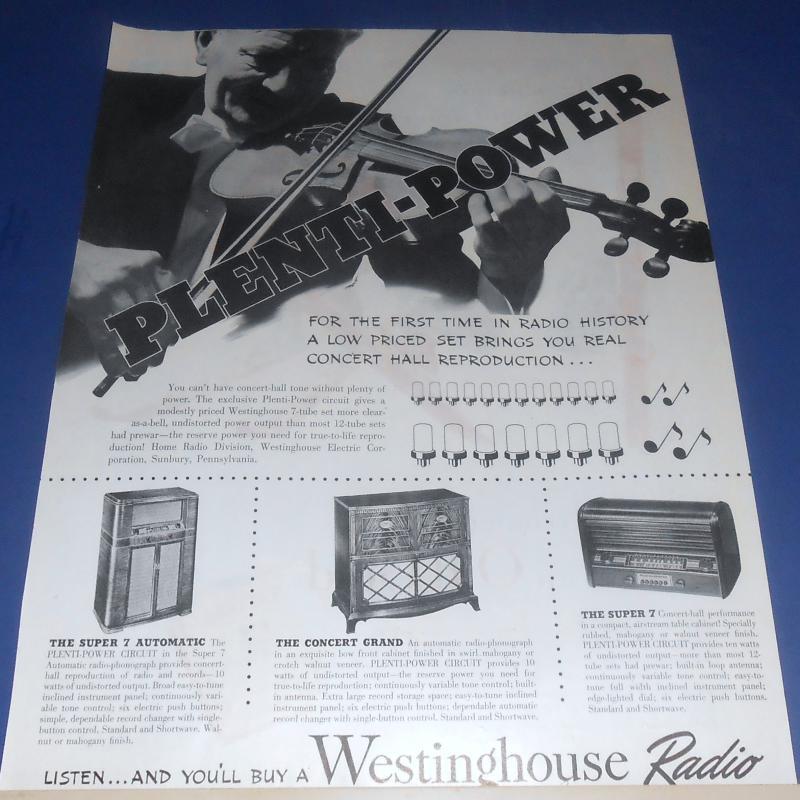 PLENTI-POWER
FOR THE FIRST TIME IN RADIO HISTORY
A LOW PRICED SET BRINGS YOU REAL
CONCERT HALL REPRODUCTION...
You can't have concert-hall tone without plenty of
power. The exclusive Plenti-Power circuit gives a
modestly priced Westinghouse 7-tube set more clear-
as-a-bell, undistorted power output than most 12-tube sets
had prewar—the reserve power you need for true-to-life repro-
duction! Home Radio Division, Westinghouse Electric Cor-
poration, Sunbury, Pennsylvania.
THE SUPER 7 AUTOMATIC The
PLENTI-POWER CIRCUIT in the Super 7
Automatic radio-phonograph provides concert-
hall reproduction of radio and records—10
watts of undistorted output. Broad easy-to-tune
inclined instrument panel; continuously vari-
able tone control; six electric push buttons;
simple, dependable record changer with single-
button control. Standard and Shortwave. Wal-
nut or mahogany finish.
THE CONCERT GRAND An automatic radio-phonograph
in an exquisite bow front cabinet finished in swirl mahogany or
crotch walnut veneer. PLENTI-POWER CIRCUIT provides 10
watts of undistorted output—the reserve power you need for
true-to-life reproduction; continuously variable tone control; built-
in antenna. Extra large record storage space; easy-to-tune inclined
instrument panel; six electric push buttons; dependable automatic
record changer with single-button control. Standard and Shortwave.
THE SUPER 7 Concert-hall performance
in a compact, airstream table cabinet! Specially
rubbed, mahogany or walnut veneer finish.
PLENTI-POWER CIRCUIT provides ten watts
of undistorted output—more than most 12-
tube sets had prewar; built-in loop antenna;
continuously variable tone control; easy-to-
tune full width inclined instrument panel;
edge-lighted dial; six electric push buttons.
Standard and Shortwave.
LISTEN...AND YOU'LL BUY A Westinghouse Radio